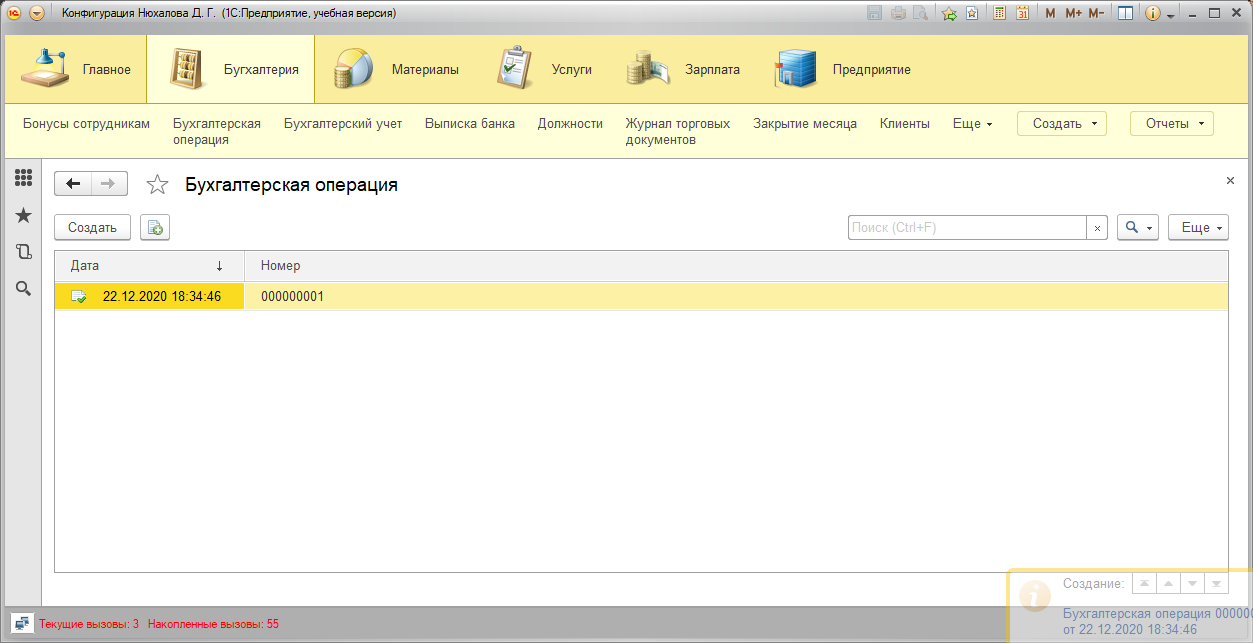 Конфигурация Нюхалова Д. Г. (1С:Предприятие, учебная версия)
31 M M+ M-
Главное Бугхалтерия Материалы Услуги Зарплата Предприятие
Бонусы сотрудникам Бухгалтерская операция Бухгалтерский учет Выписка банка Должности Журнал торговых документов Закрытие месяца Клиенты Еще Создать Отчеты
Бухгалтерская операция
Создать Поиск (Ctrl+F) × Еще
Дата ↓ Номер
22.12.2020 18:34:46 000000001
Создание:
Бухгалтерская операция 00000
от 22.12.2020 18:34:46
Текущие вызовы: 3 Накопленные вызовы: 55